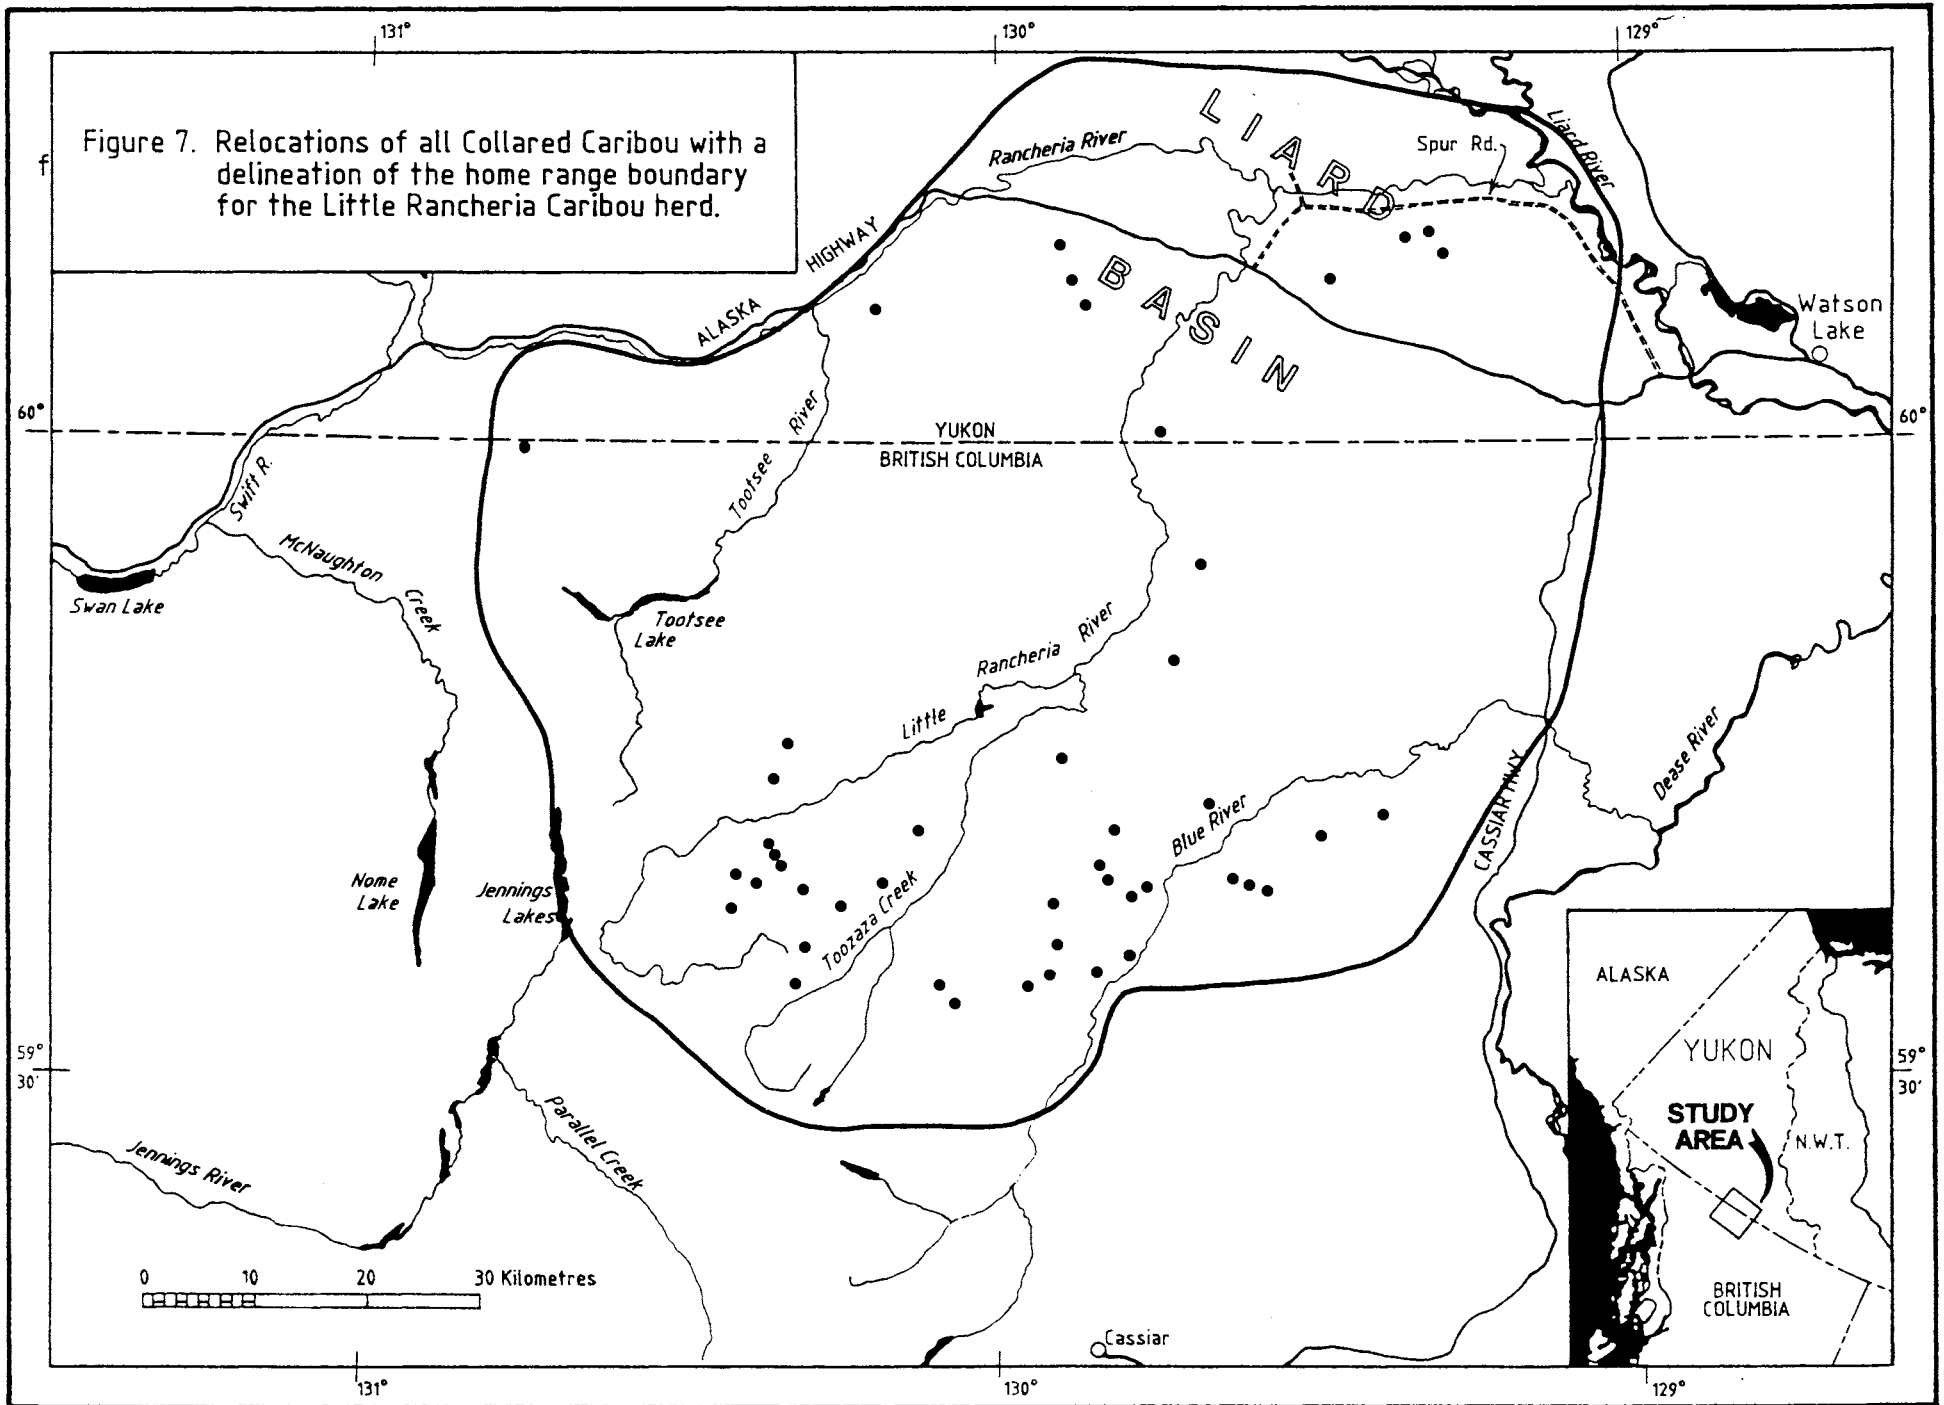 131°
130°
129°
Figure 7. Relocations of all Collared Caribou with a
delineation of the home range boundary
for the Little Rancheria Caribou herd.
f
LIARD
BASIN
Rancheria River
Spur Rd.
Liard River
ALASKA HIGHWAY
Watson
Lake
60°
60°
YUKON
BRITISH COLUMBIA
Tootsee River
Swift R.
McNaughton Creek
Swan Lake
Tootsee
Lake
Little Rancheria River
Dease River
CASSIAR HWY.
Blue River
Nome
Lake
Jennings
Lakes
Toozaza Creek
59°
30'
59°
30'
Parallel Creek
Jennings River
0 10 20 30 Kilometres
Cassiar
ALASKA
YUKON
STUDY
AREA
N.W.T.
BRITISH
COLUMBIA
131°
130°
129°